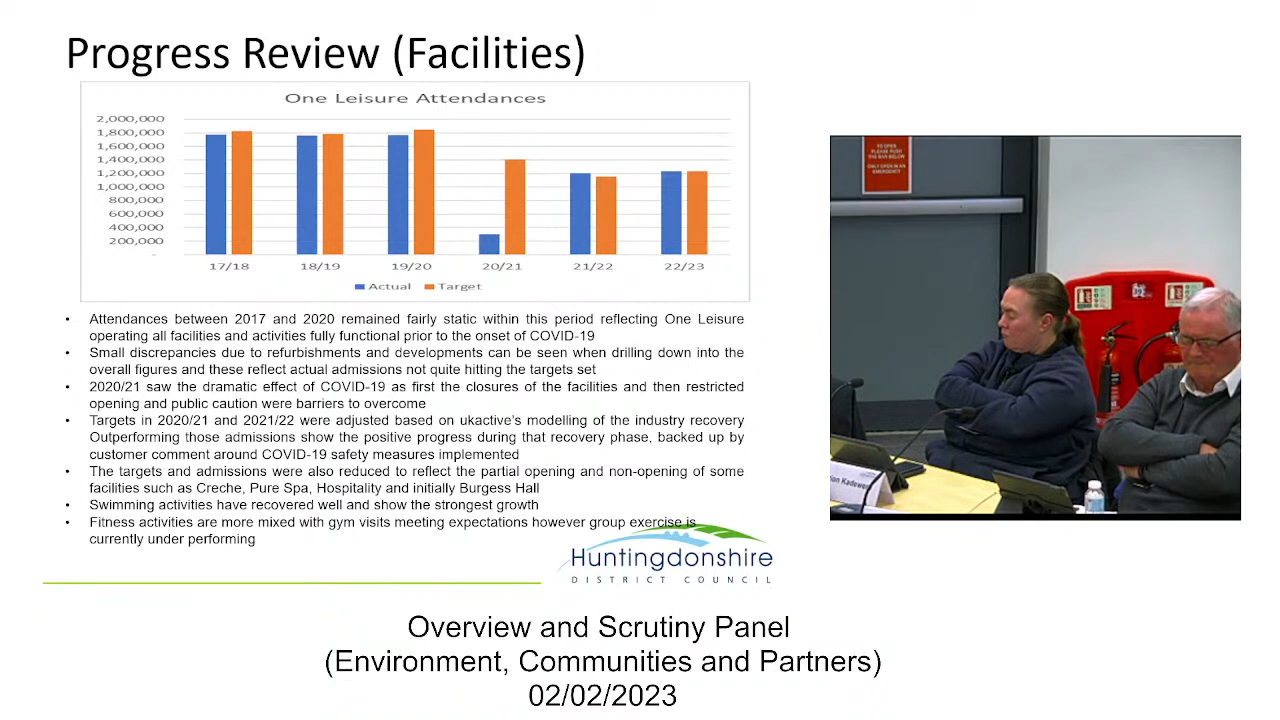 Progress Review (Facilities)
One Leisure Attendances
2,000,000
1,800,000
1,600,000
1,400,000
1,200,000
1,000,000
800,000
600,000
400,000
200,000
-
17/18 18/19 19/20 20/21 21/22 22/23
Actual Target
• Attendances between 2017 and 2020 remained fairly static within this period reflecting One Leisure
operating all facilities and activities fully functional prior to the onset of COVID-19
• Small discrepancies due to refurbishments and developments can be seen when drilling down into the
overall figures and these reflect actual admissions not quite hitting the targets set
• 2020/21 saw the dramatic effect of COVID-19 as first the closures of the facilities and then restricted
opening and public caution were barriers to overcome
• Targets in 2020/21 and 2021/22 were adjusted based on ukactive's modelling of the industry recovery
Outperforming those admissions show the positive progress during that recovery phase, backed up by
customer comment around COVID-19 safety measures implemented
• The targets and admissions were also reduced to reflect the partial opening and non-opening of some
facilities such as Creche, Pure Spa, Hospitality and initially Burgess Hall
• Swimming activities have recovered well and show the strongest growth
• Fitness activities are more mixed with gym visits meeting expectations however group exercise is
currently under performing
Huntingdonshire
DISTRICT COUNCIL
TO OPEN
PLEASE PUSH
THE BAR BELOW
ONLY OPEN IN AN
EMERGENCY
Overview and Scrutiny Panel
(Environment, Communities and Partners)
02/02/2023